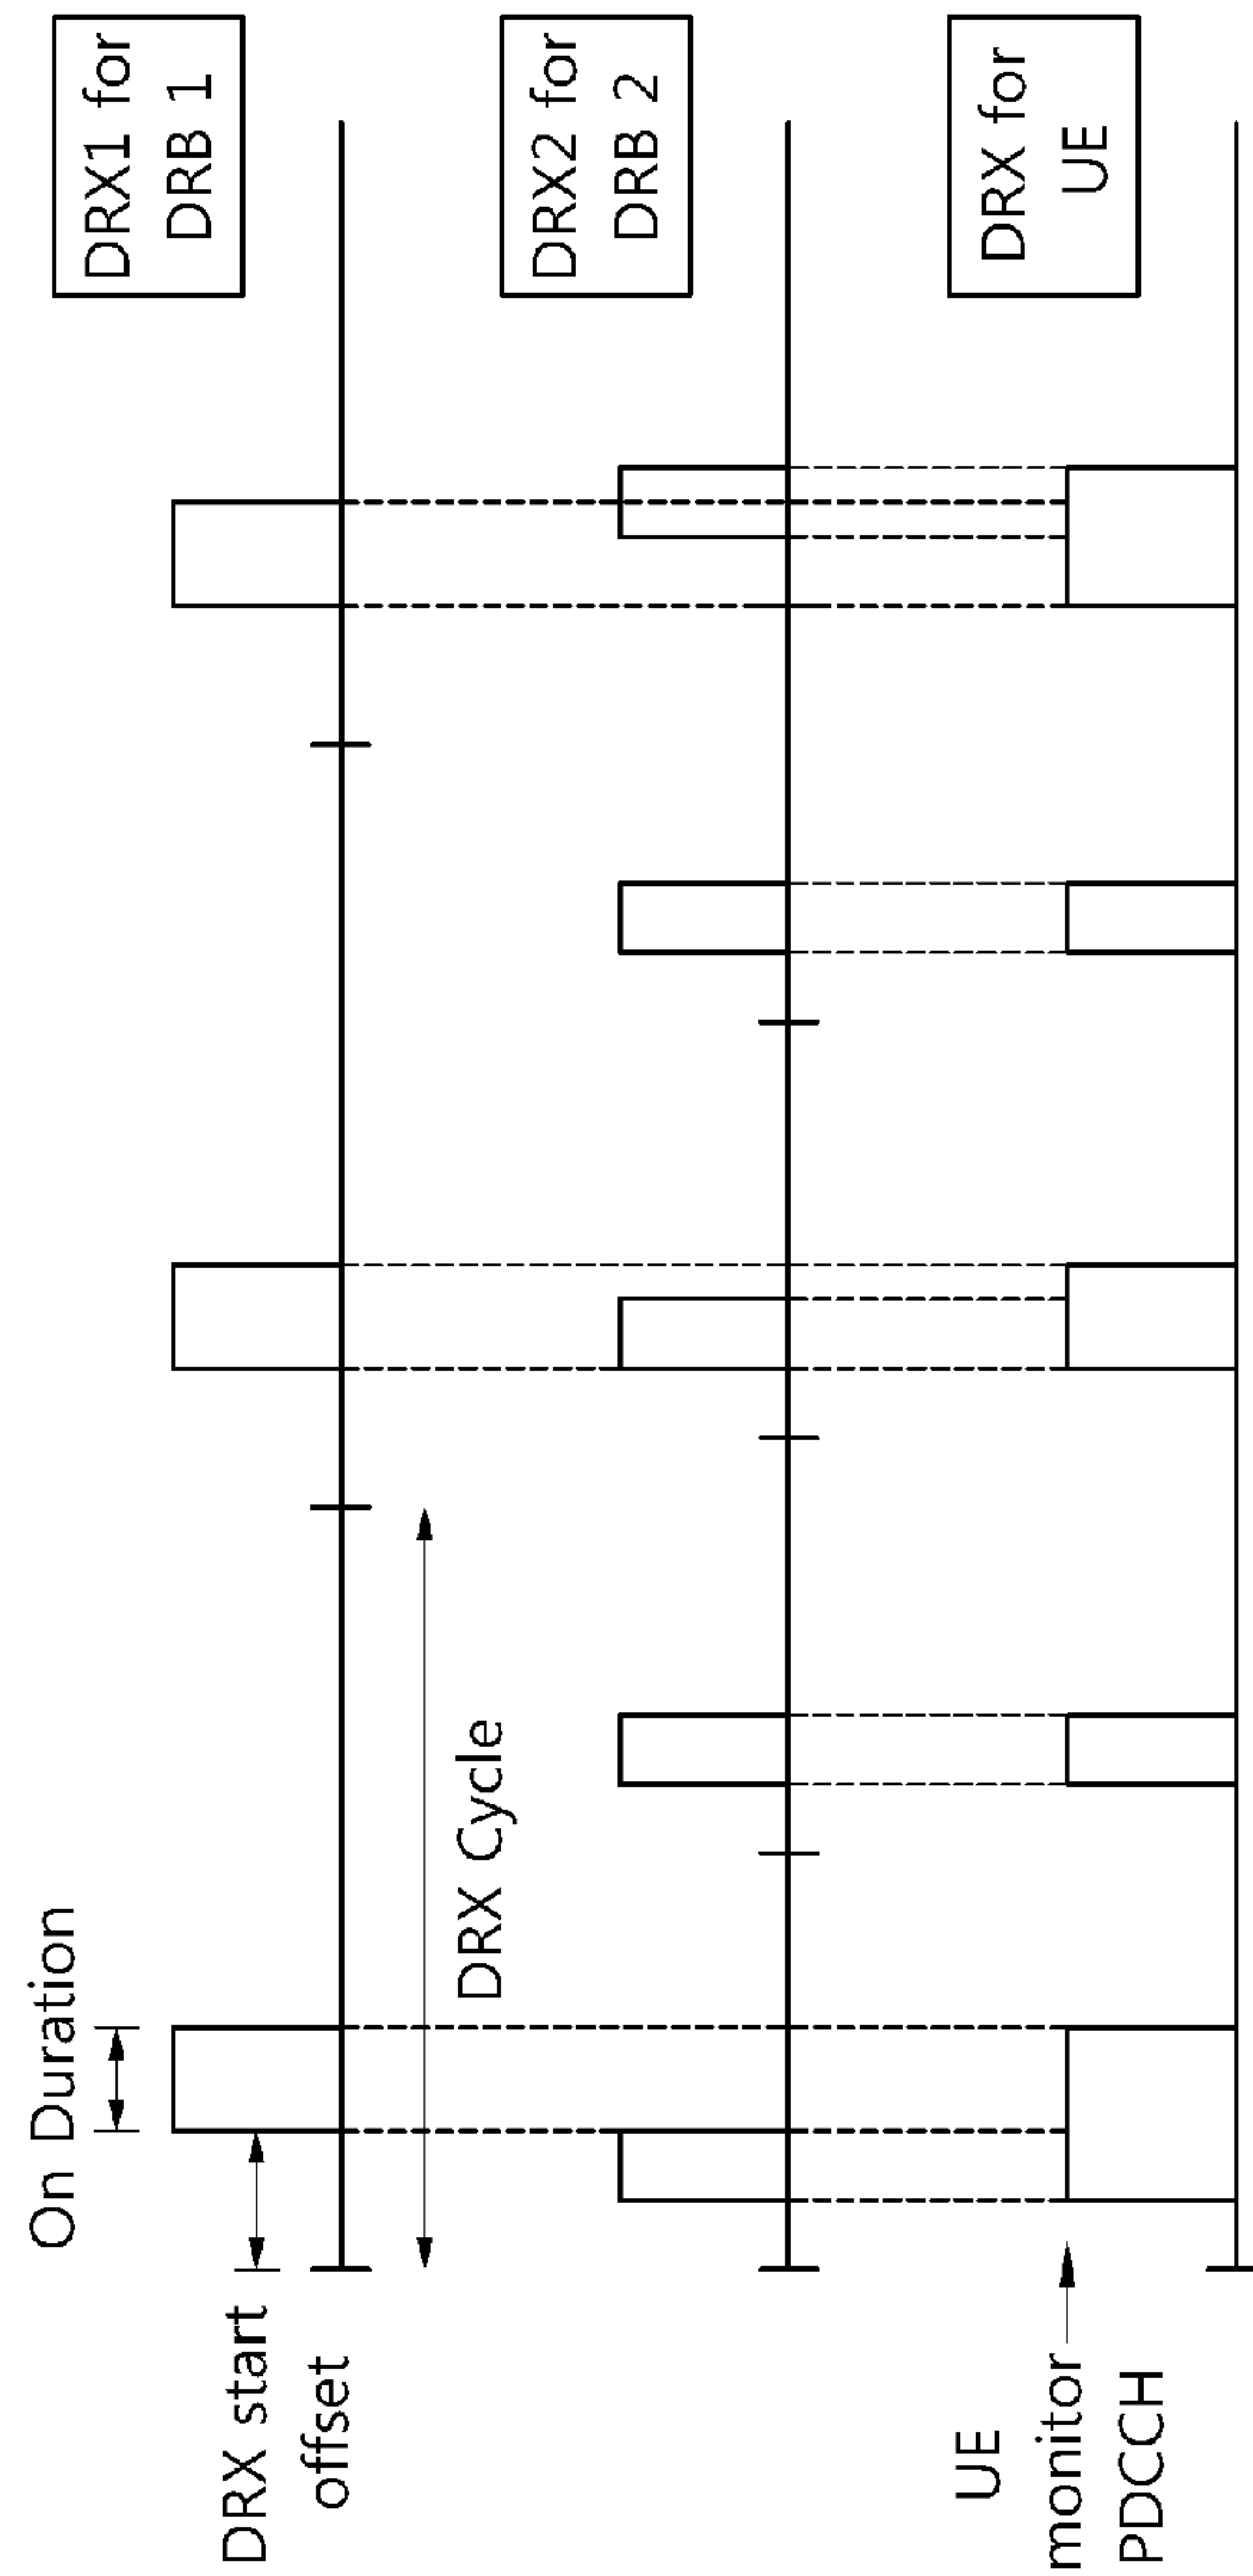 On Duration
DRX start
offset
DRX Cycle
UE
monitor
PDCCH
DRX1 for
DRB 1
DRX2 for
DRB 2
DRX for
UE